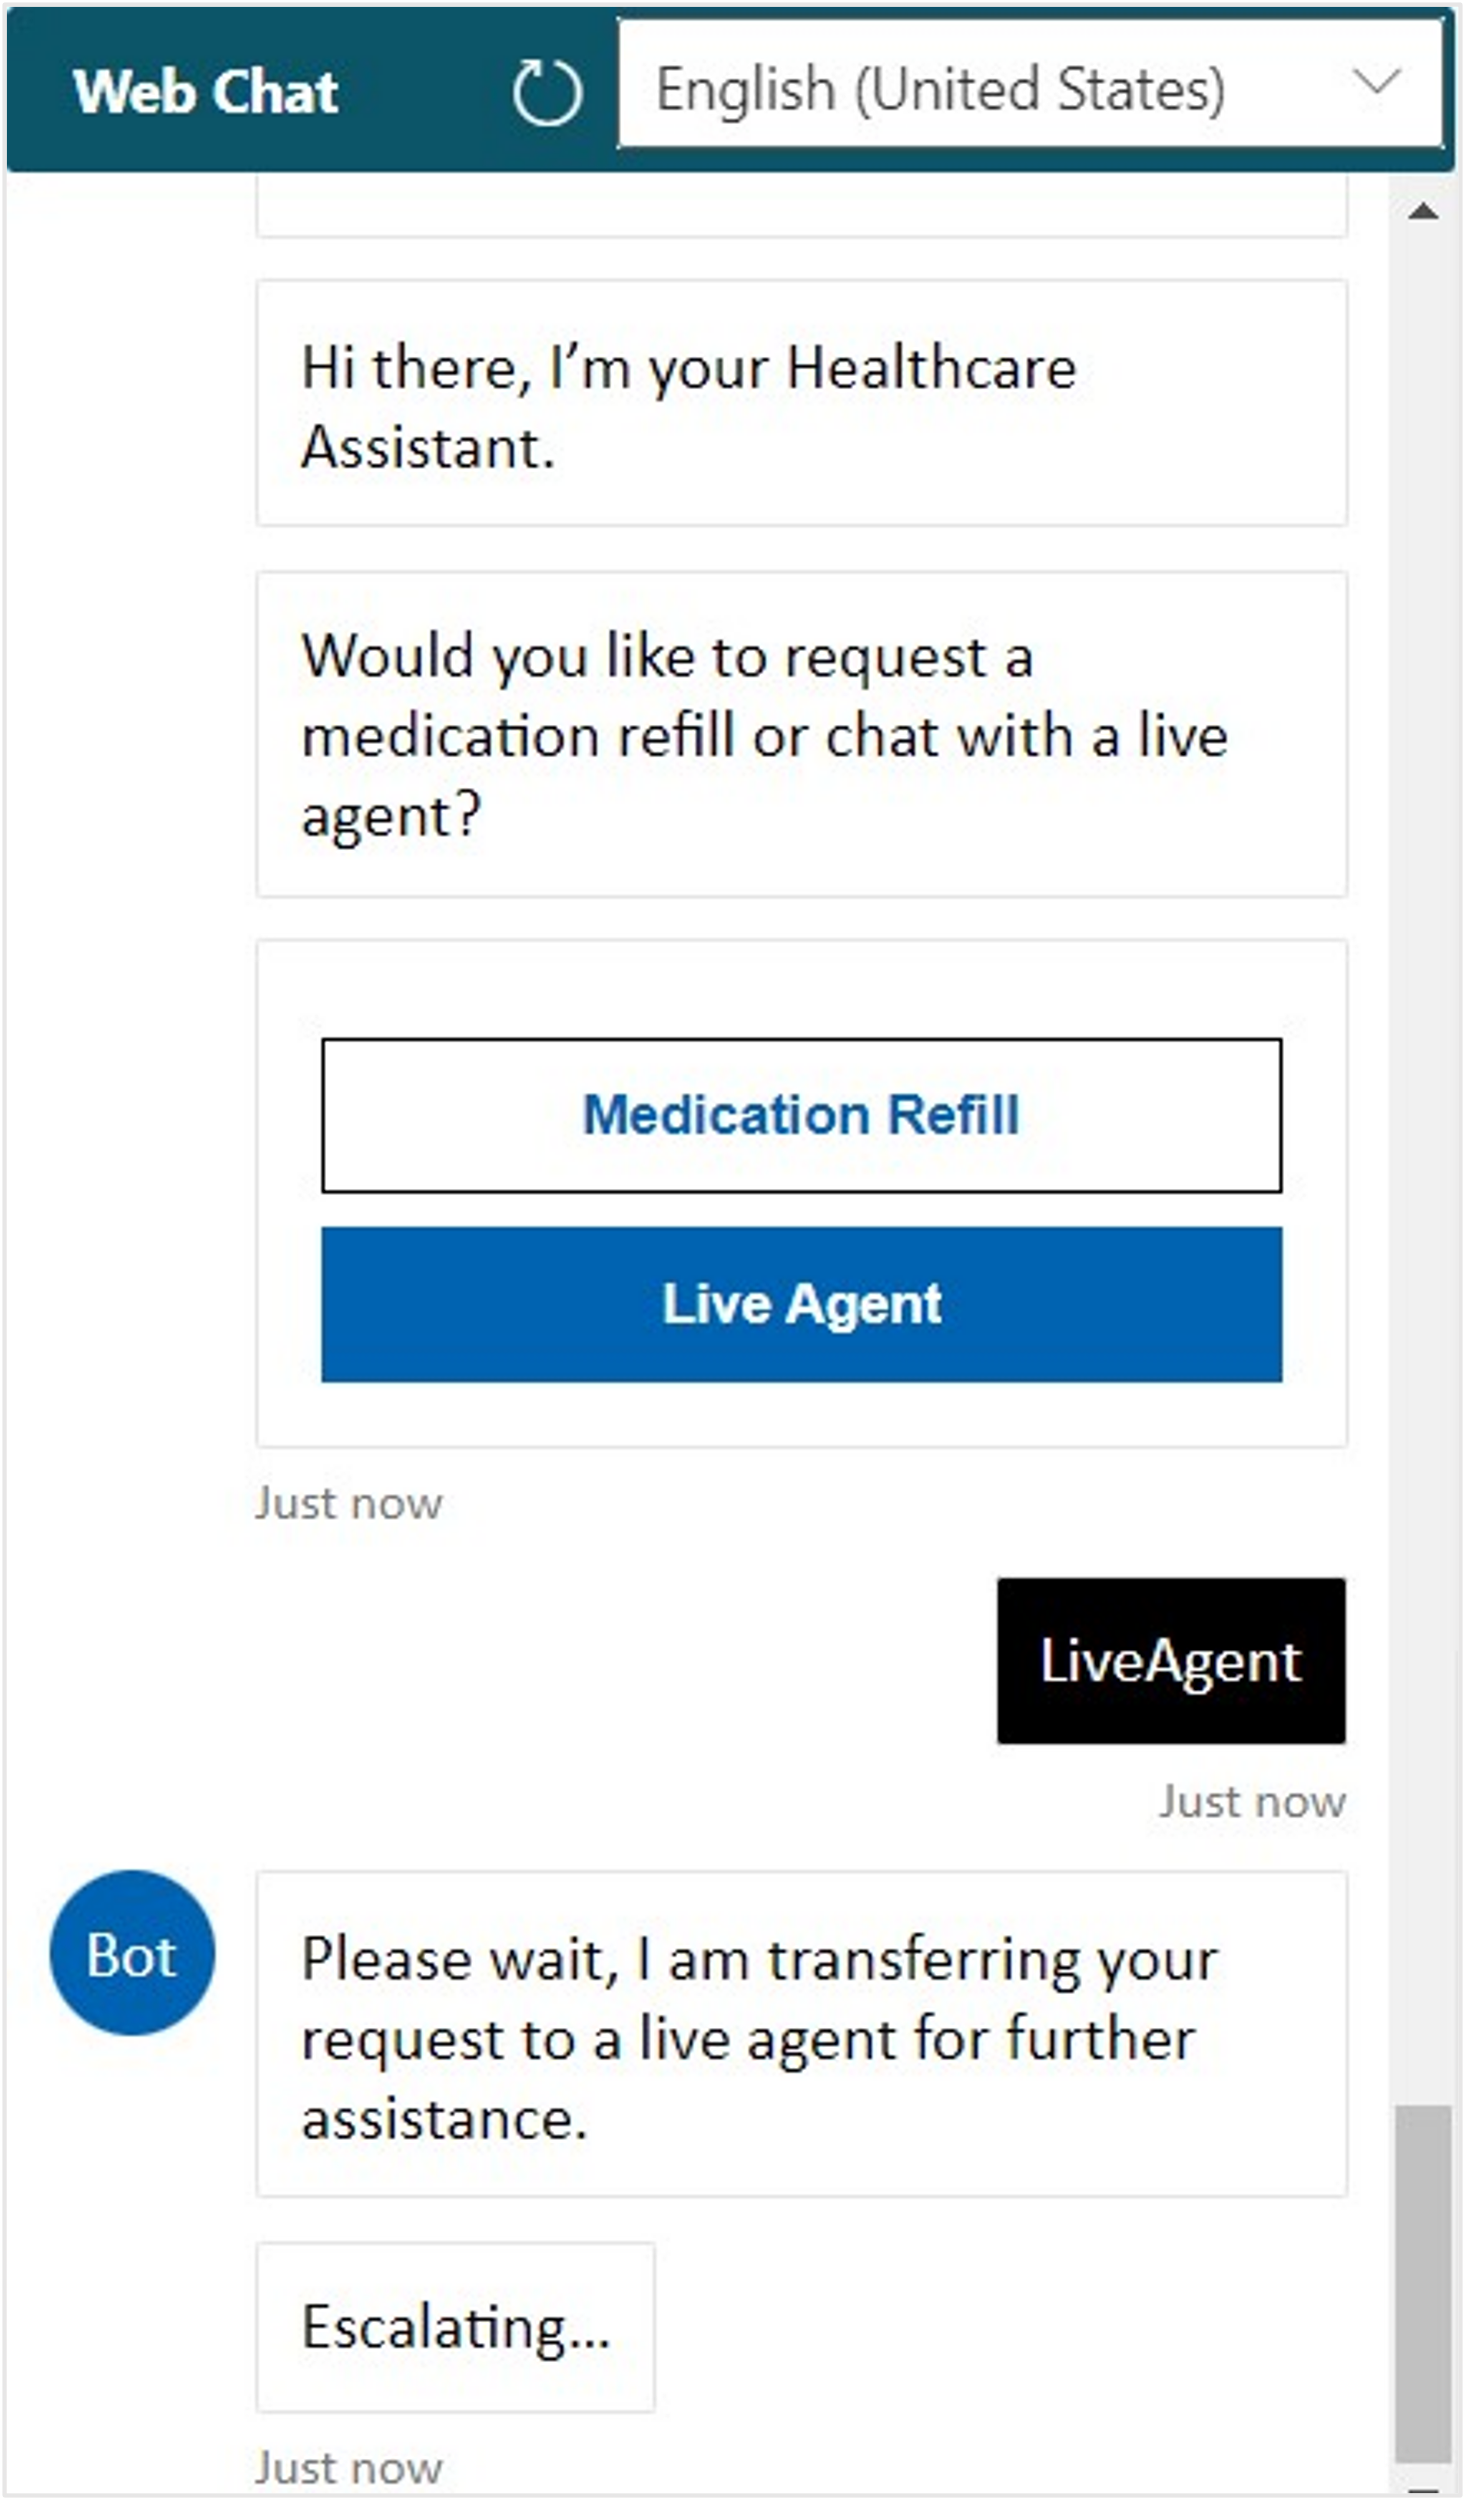 Web Chat English (United States)
Hi there, I’m your Healthcare
Assistant.
Would you like to request a
medication refill or chat with a live
agent?
Medication Refill
Live Agent
Just now
LiveAgent
Just now
Bot
Please wait, I am transferring your
request to a live agent for further
assistance.
Escalating...
Just now